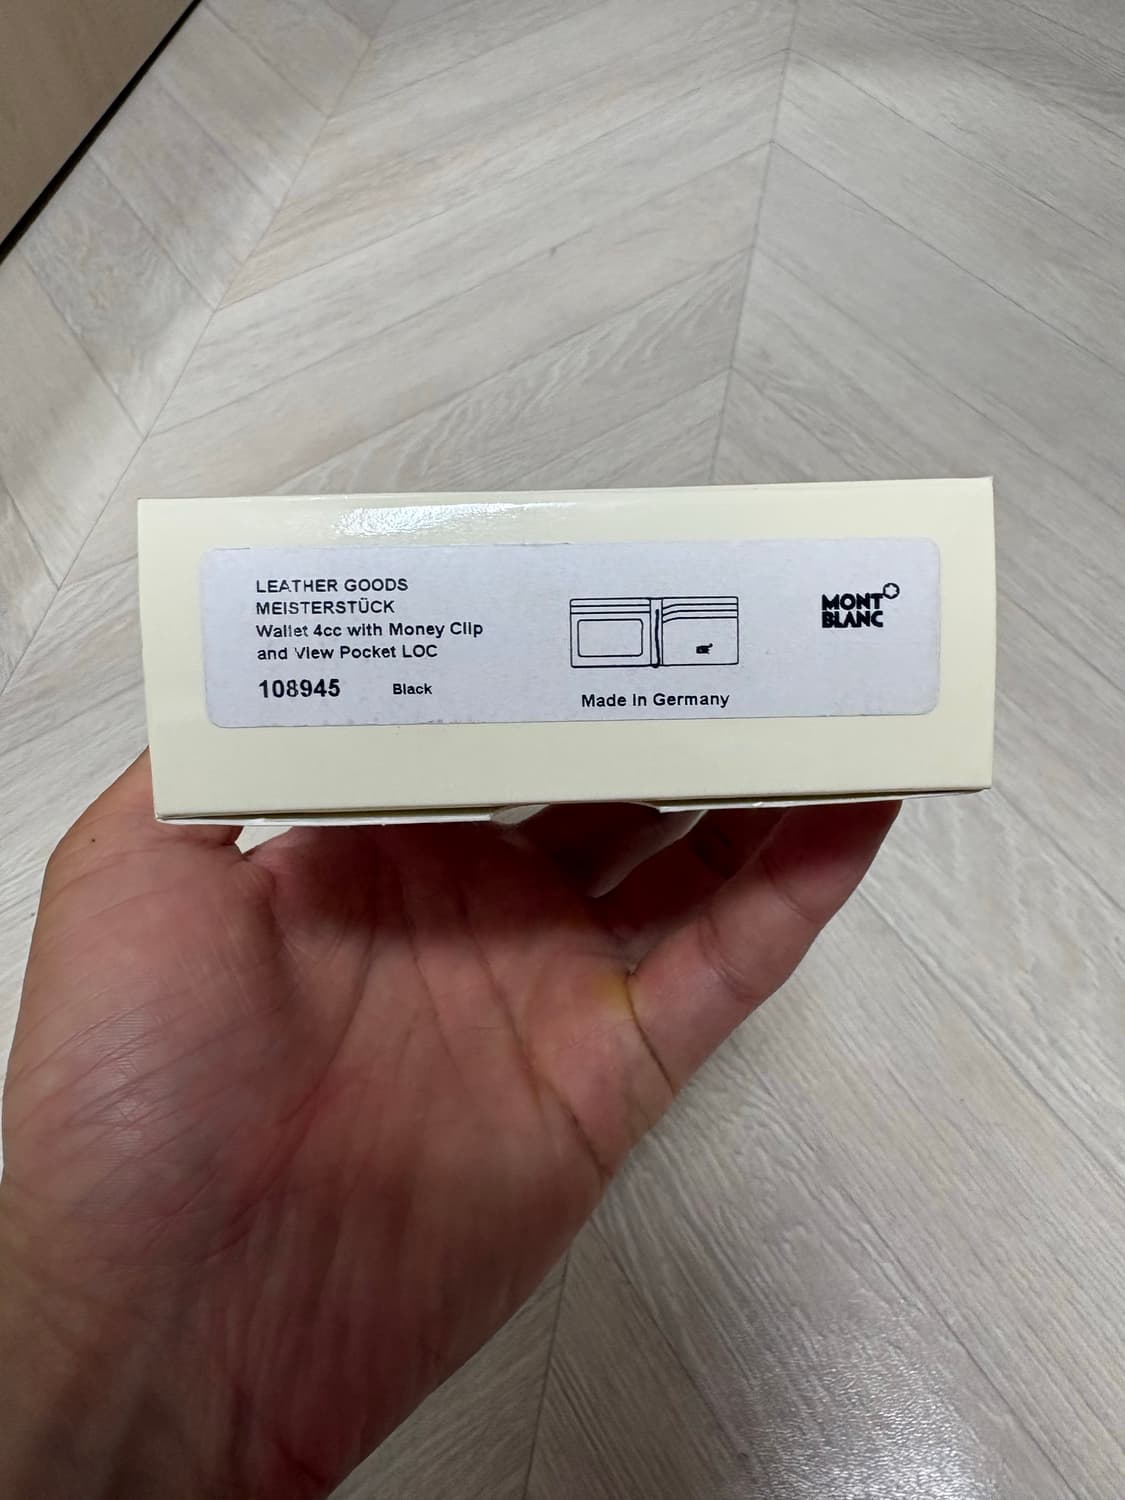 LEATHER GOODS
MEISTERSTÜCK
Wallet 4cc with Money Clip
and View Pocket LOC
108945 Black
Made in Germany
MONT
BLANC